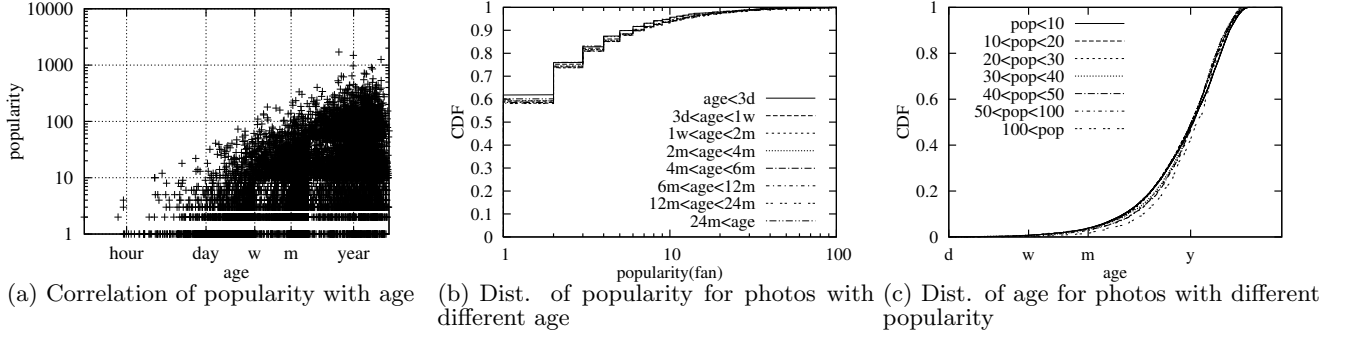 10000
1000
100
10
1
popularity
hour
day
w
m
year
age
(a) Correlation of popularity with age
1
0.9
0.8
0.7
0.6
0.5
0.4
0.3
0.2
0.1
0
CDF
age<3d
3d<age<1w
1w<age<2m
2m<age<4m
4m<age<6m
6m<age<12m
12m<age<24m
24m<age
1
10
100
popularity(fan)
(b) Dist. of popularity for photos with
different age
1
0.8
0.6
0.4
0.2
0
CDF
pop<10
10<pop<20
20<pop<30
30<pop<40
40<pop<50
50<pop<100
100<pop
d
w
m
y
age
(c) Dist. of age for photos with different
popularity